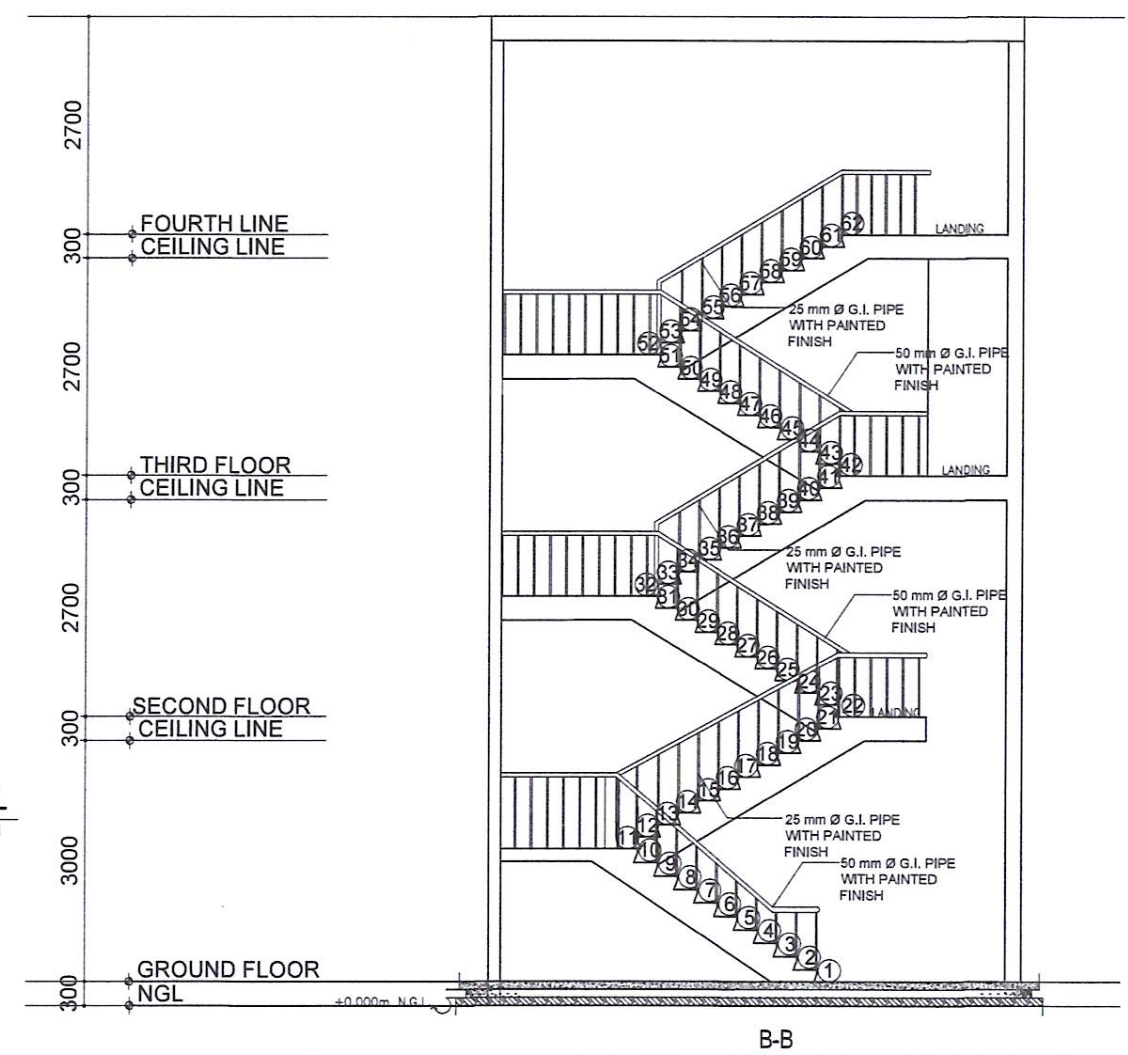 2700
FOURTH LINE
300
CEILING LINE
LANDING
62
61
60
59
58
57
56
55
54
53
52
51
50
49
48
47
46
45
44
43
42
41
40
39
38
37
36
35
34
33
32
31
30
29
28
27
26
25
24
23
22
21
20
19
18
17
16
15
14
13
12
11
10
9
8
7
6
5
4
3
2
1
25 mm Ø G.I. PIPE
WITH PAINTED
FINISH
50 mm Ø G.I. PIPE
WITH PAINTED
FINISH
2700
THIRD FLOOR
300
CEILING LINE
LANDING
25 mm Ø G.I. PIPE
WITH PAINTED
FINISH
50 mm Ø G.I. PIPE
WITH PAINTED
FINISH
2700
SECOND FLOOR
300
CEILING LINE
LANDING
25 mm Ø G.I. PIPE
WITH PAINTED
FINISH
50 mm Ø G.I. PIPE
WITH PAINTED
FINISH
3000
GROUND FLOOR
300
NGL
+0.000m N.G.L
B-B